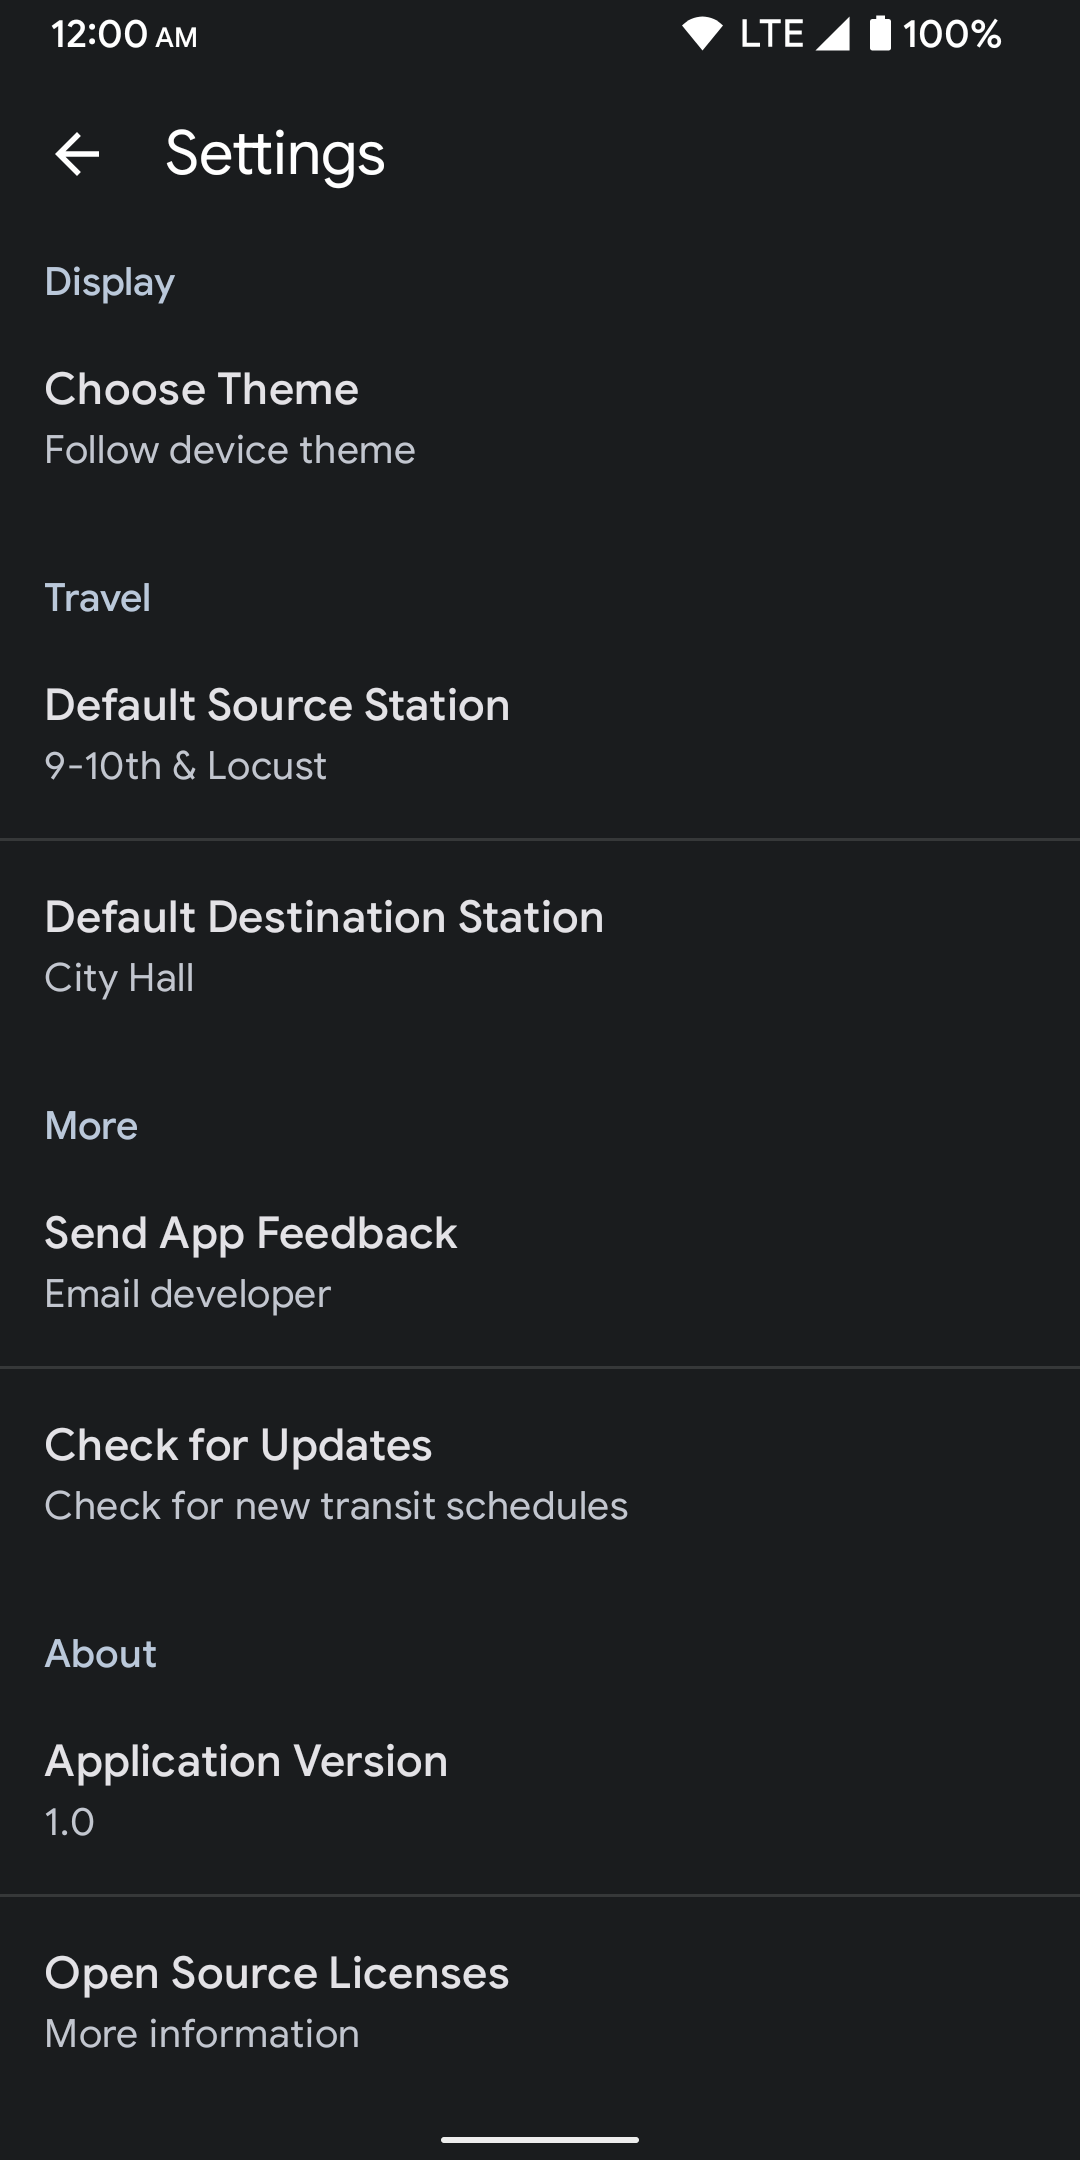 12:00 AM LTE 100%
Settings
Display
Choose Theme
Follow device theme
Travel
Default Source Station
9-10th & Locust
Default Destination Station
City Hall
More
Send App Feedback
Email developer
Check for Updates
Check for new transit schedules
About
Application Version
1.0
Open Source Licenses
More information